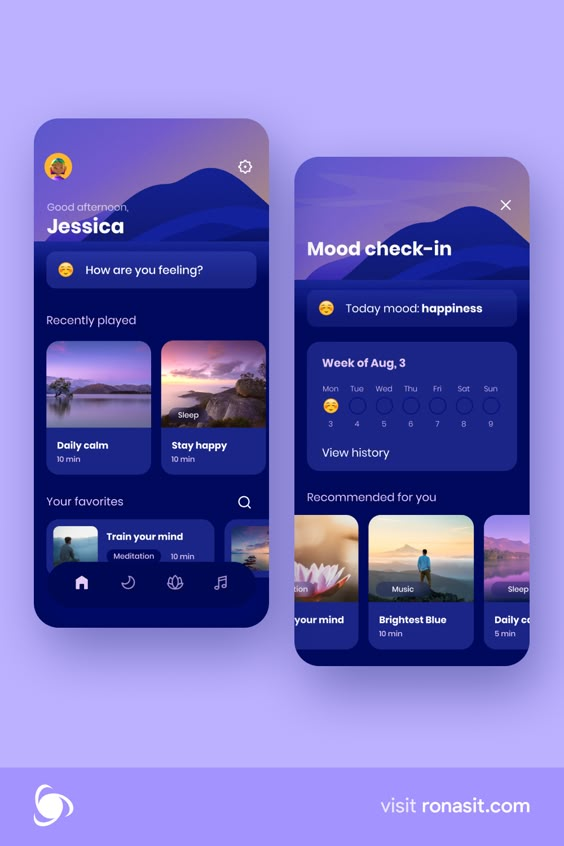 Good afternoon,
Jessica
How are you feeling?
Recently played
Sleep
Daily calm
10 min
Stay happy
10 min
Your favorites
Train your mind
Meditation 10 min
Mood check-in
Today mood: happiness
Week of Aug, 3
Mon Tue Wed Thu Fri Sat Sun
3 4 5 6 7 8 9
View history
Recommended for you
Music
Sleep
your mind
Brightest Blue
10 min
Daily
5 min
visit ronasit.com